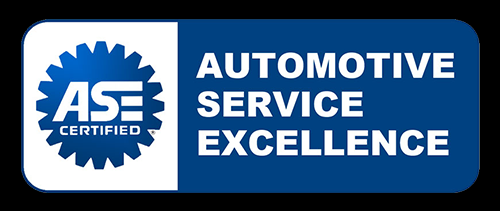 ASE
CERTIFIED
AUTOMOTIVE
SERVICE
EXCELLENCE